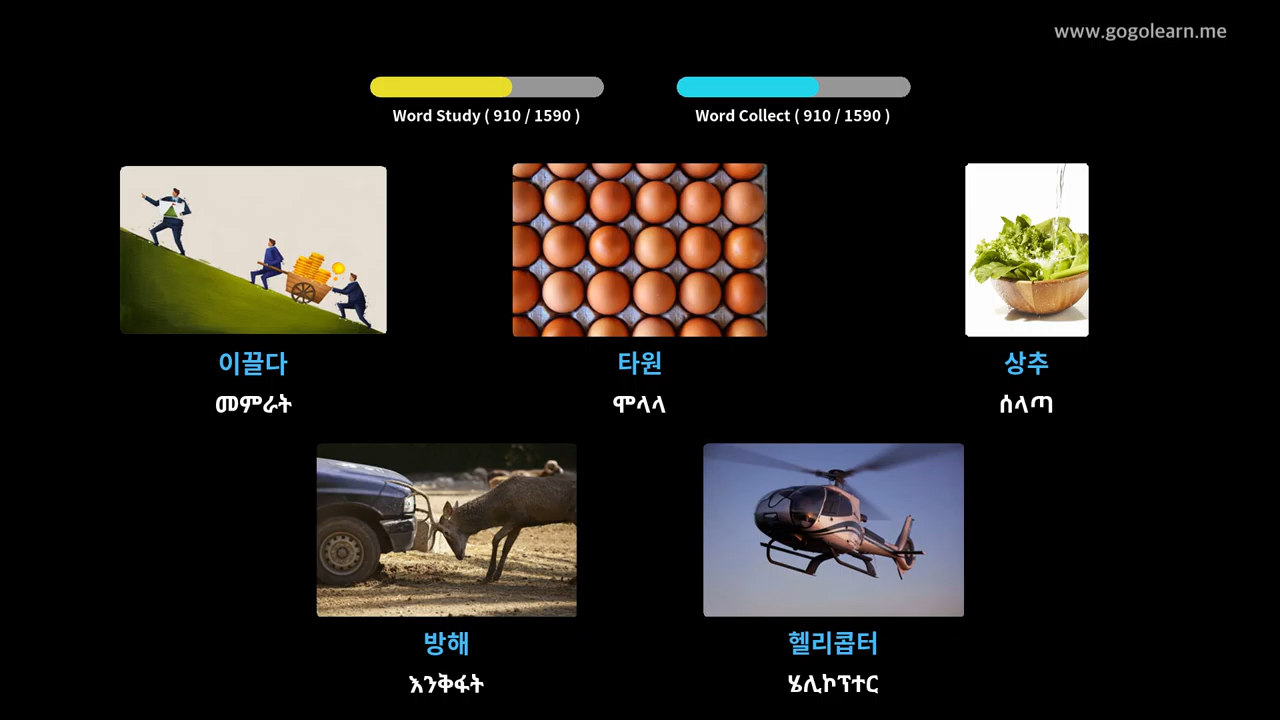 www.gogolearn.me
Word Study ( 910 / 1590 )
Word Collect ( 910 / 1590 )
이끌다
타원
상추
መምራት
ሞላላ
ሰላጣ
방해
헬리콥터
እንቅፋት
ሄሊኮፕተር